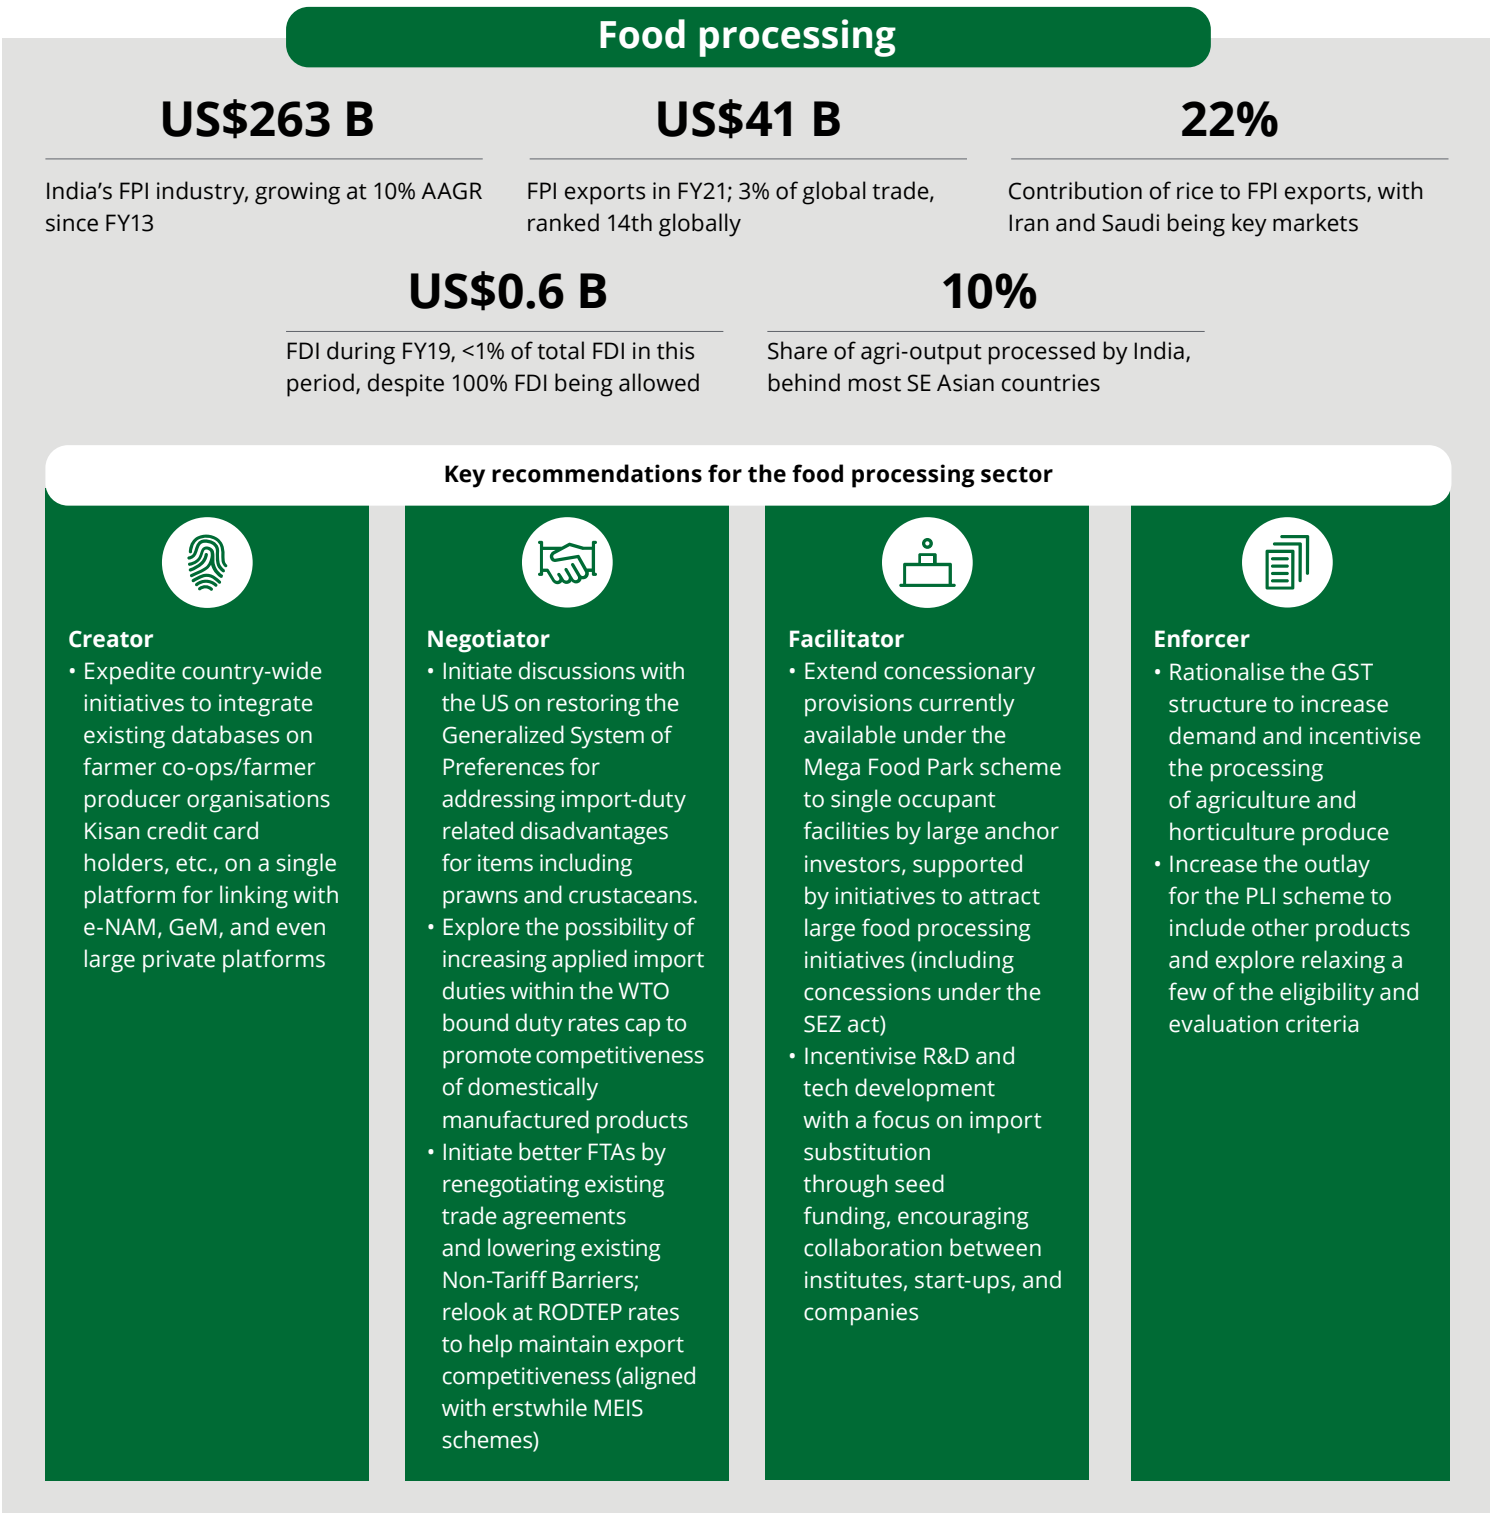 Food processing
US$263 B
India’s FPI industry, growing at 10% AAGR
since FY13
US$41 B
FPI exports in FY21; 3% of global trade,
ranked 14th globally
22%
Contribution of rice to FPI exports, with
Iran and Saudi being key markets
US$0.6 B
FDI during FY19, <1% of total FDI in this
period, despite 100% FDI being allowed
10%
Share of agri-output processed by India,
behind most SE Asian countries
Key recommendations for the food processing sector
Creator
• Expedite country-wide
initiatives to integrate
existing databases on
farmer co-ops/farmer
producer organisations
Kisan credit card
holders, etc., on a single
platform for linking with
e-NAM, GeM, and even
large private platforms
Negotiator
• Initiate discussions with
the US on restoring the
Generalized System of
Preferences for
addressing import-duty
related disadvantages
for items including
prawns and crustaceans.
• Explore the possibility of
increasing applied import
duties within the WTO
bound duty rates cap to
promote competitiveness
of domestically
manufactured products
• Initiate better FTAs by
renegotiating existing
trade agreements
and lowering existing
Non-Tariff Barriers;
relook at RODTEP rates
to help maintain export
competitiveness (aligned
with erstwhile MEIS
schemes)
Facilitator
• Extend concessionary
provisions currently
available under the
Mega Food Park scheme
to single occupant
facilities by large anchor
investors, supported
by initiatives to attract
large food processing
initiatives (including
concessions under the
SEZ act)
• Incentivise R&D and
tech development
with a focus on import
substitution
through seed
funding, encouraging
collaboration between
institutes, start-ups, and
companies
Enforcer
• Rationalise the GST
structure to increase
demand and incentivise
the processing
of agriculture and
horticulture produce
• Increase the outlay
for the PLI scheme to
include other products
and explore relaxing a
few of the eligibility and
evaluation criteria